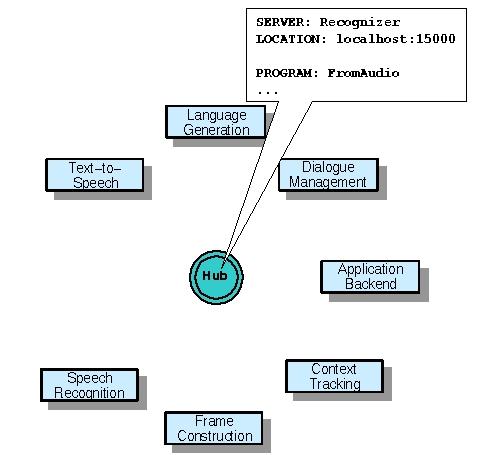 SERVER: Recognizer
LOCATION: localhost:15000
PROGRAM: FromAudio
...
Language
Generation
Text-to-
Speech
Dialogue
Management
Hub
Application
Backend
Speech
Recognition
Context
Tracking
Frame
Construction